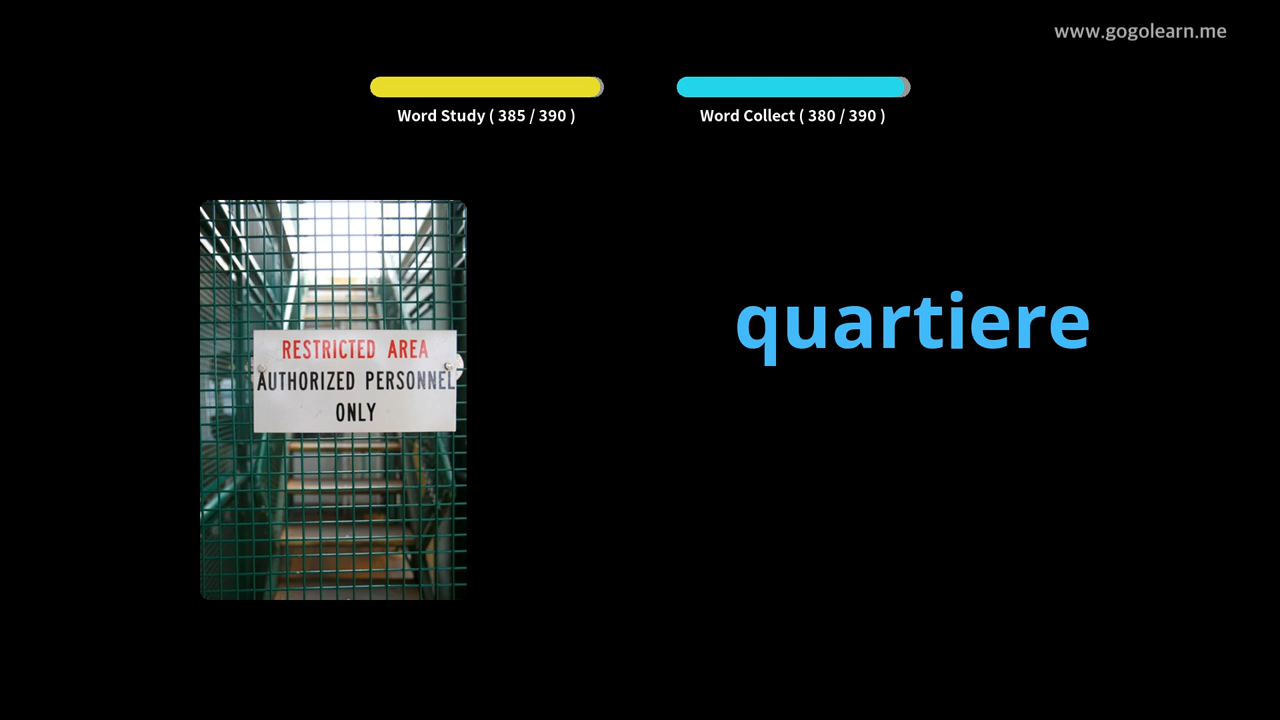 www.gogolearn.me
Word Study ( 385 / 390 )
Word Collect ( 380 / 390 )
RESTRICTED AREA
AUTHORIZED PERSONNEL
ONLY
quartiere